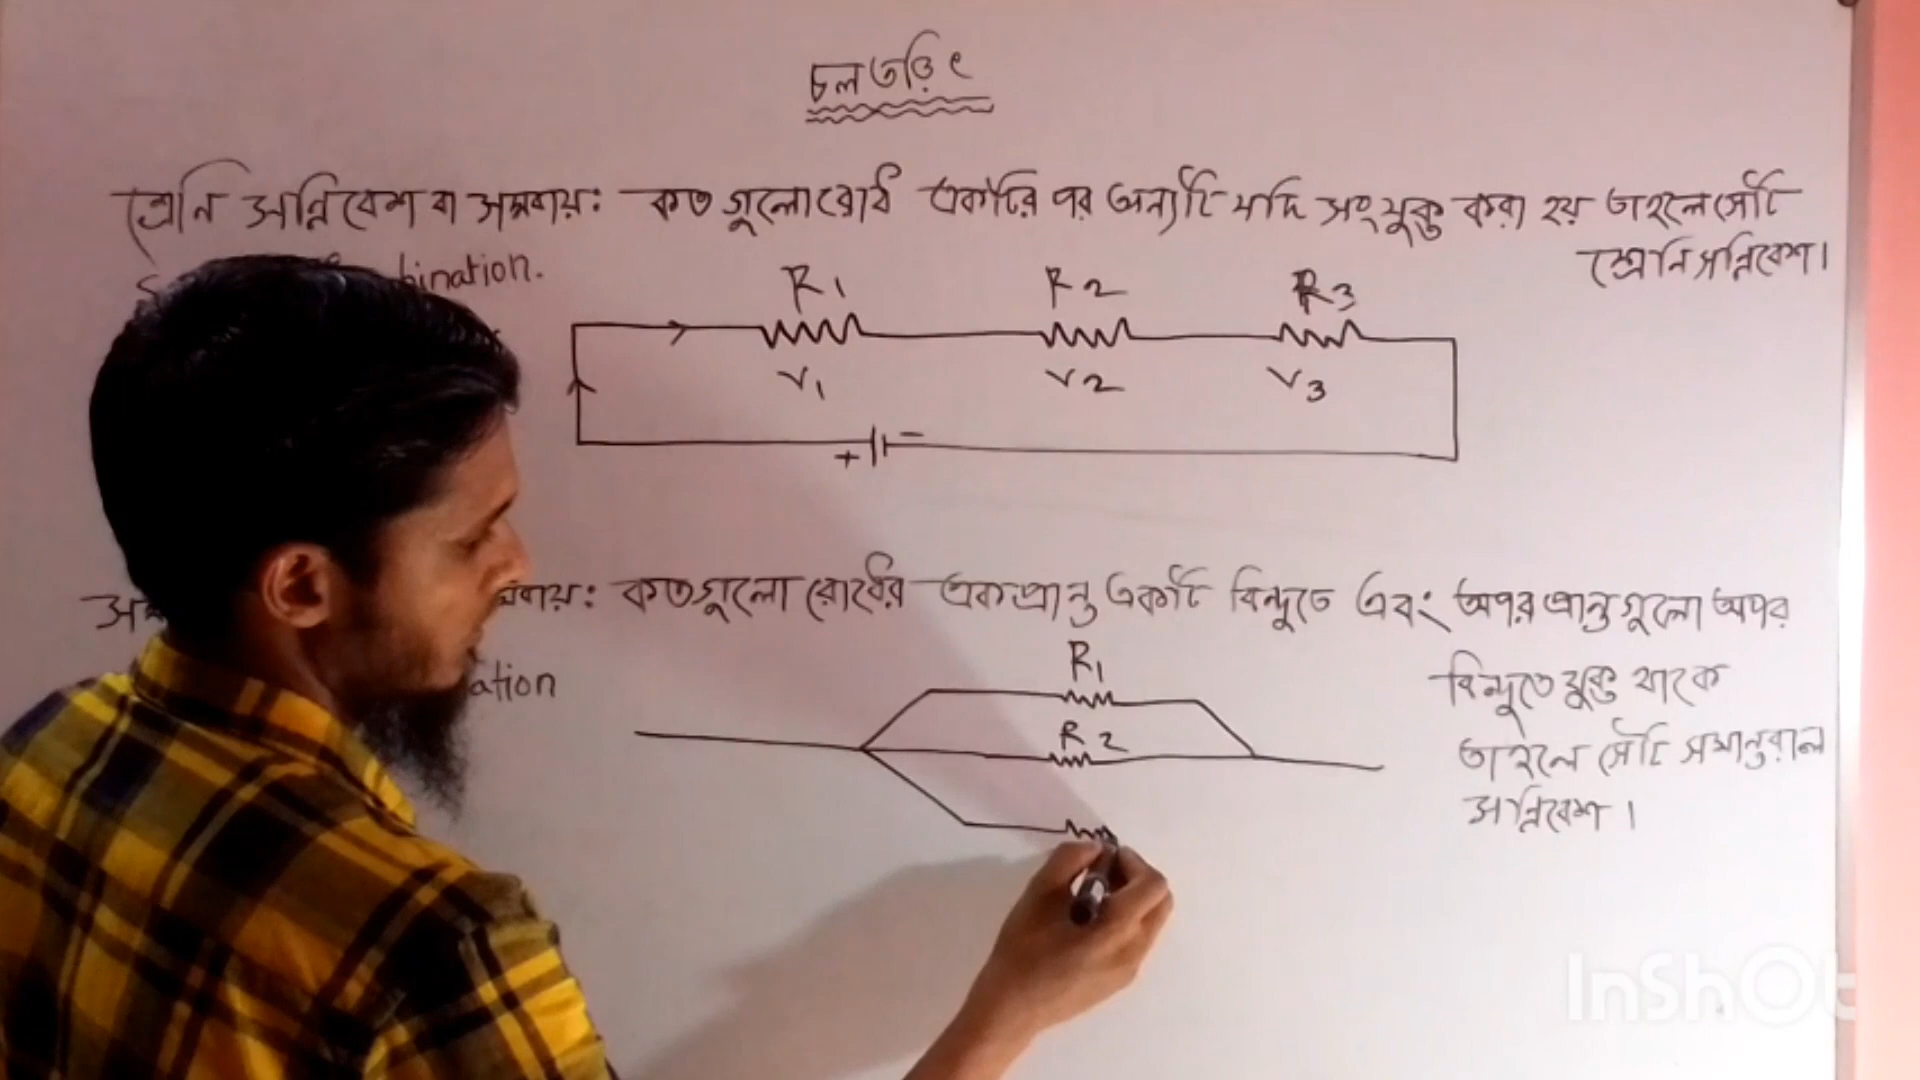 চল তড়িৎ
শ্রেনি সন্নিবেশ বা সমবায়: কতগুলো রোধ একটির পর অন্যটি যদি সংযুক্ত করা হয় তাহলে সেটি
শ্রেনি সন্নিবেশ।
bination.
R1 R2 R3
V1 V2 V3
+ −
বায়: কতগুলো রোধের একপ্রান্ত একটি বিন্দুতে এবং অপর প্রান্তগুলো অপর
ation
বিন্দুতে যুক্ত থাকে
তাহলে সেটি সমান্তরাল
সন্নিবেশ।
R1
R2
InShOt